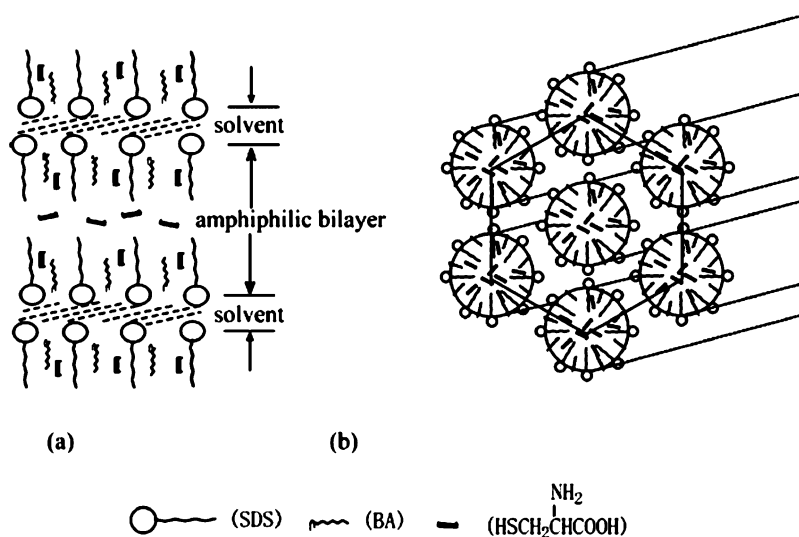 solvent
amphiphilic bilayer
solvent
(a)
(b)
NH₂
(SDS)
(BA)
(HSCH₂CHCOOH)